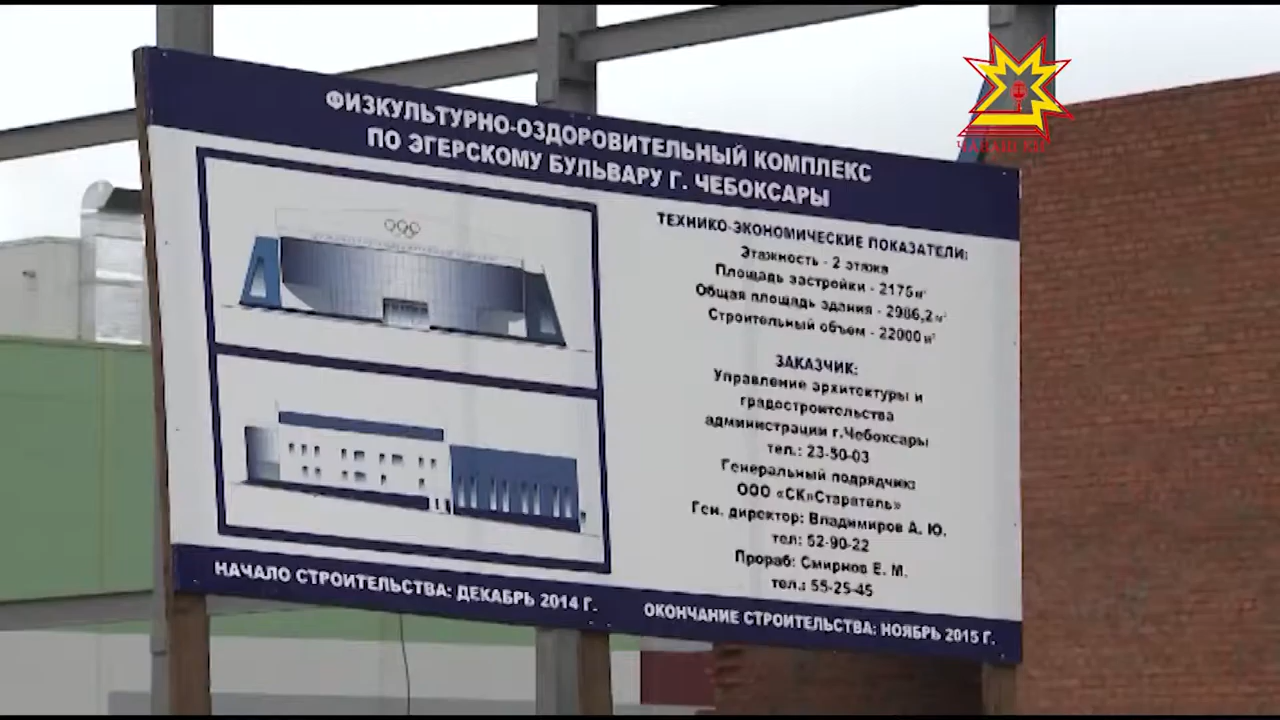 ФИЗКУЛЬТУРНО-ОЗДОРОВИТЕЛЬНЫЙ КОМПЛЕКС
ПО ЭГЕРСКОМУ БУЛЬВАРУ Г. ЧЕБОКСАРЫ
ТЕХНИКО-ЭКОНОМИЧЕСКИЕ ПОКАЗАТЕЛИ:
Этажность - 2 этажа
Площадь застройки - 2175м²
Общая площадь здания - 2986,2м²
Строительный объем - 22000м³
ЗАКАЗЧИК:
Управление архитектуры и
градостроительства
администрации г.Чебоксары
тел.: 23-50-03
Генеральный подрядчик:
ООО «СК»Старатель»
Ген. директор: Владимиров А. Ю.
тел: 52-90-22
Прораб: Смирнов Е. М.
тел.: 55-25-45
НАЧАЛО СТРОИТЕЛЬСТВА: ДЕКАБРЬ 2014 Г.
ОКОНЧАНИЕ СТРОИТЕЛЬСТВА: НОЯБРЬ 2015 Г.